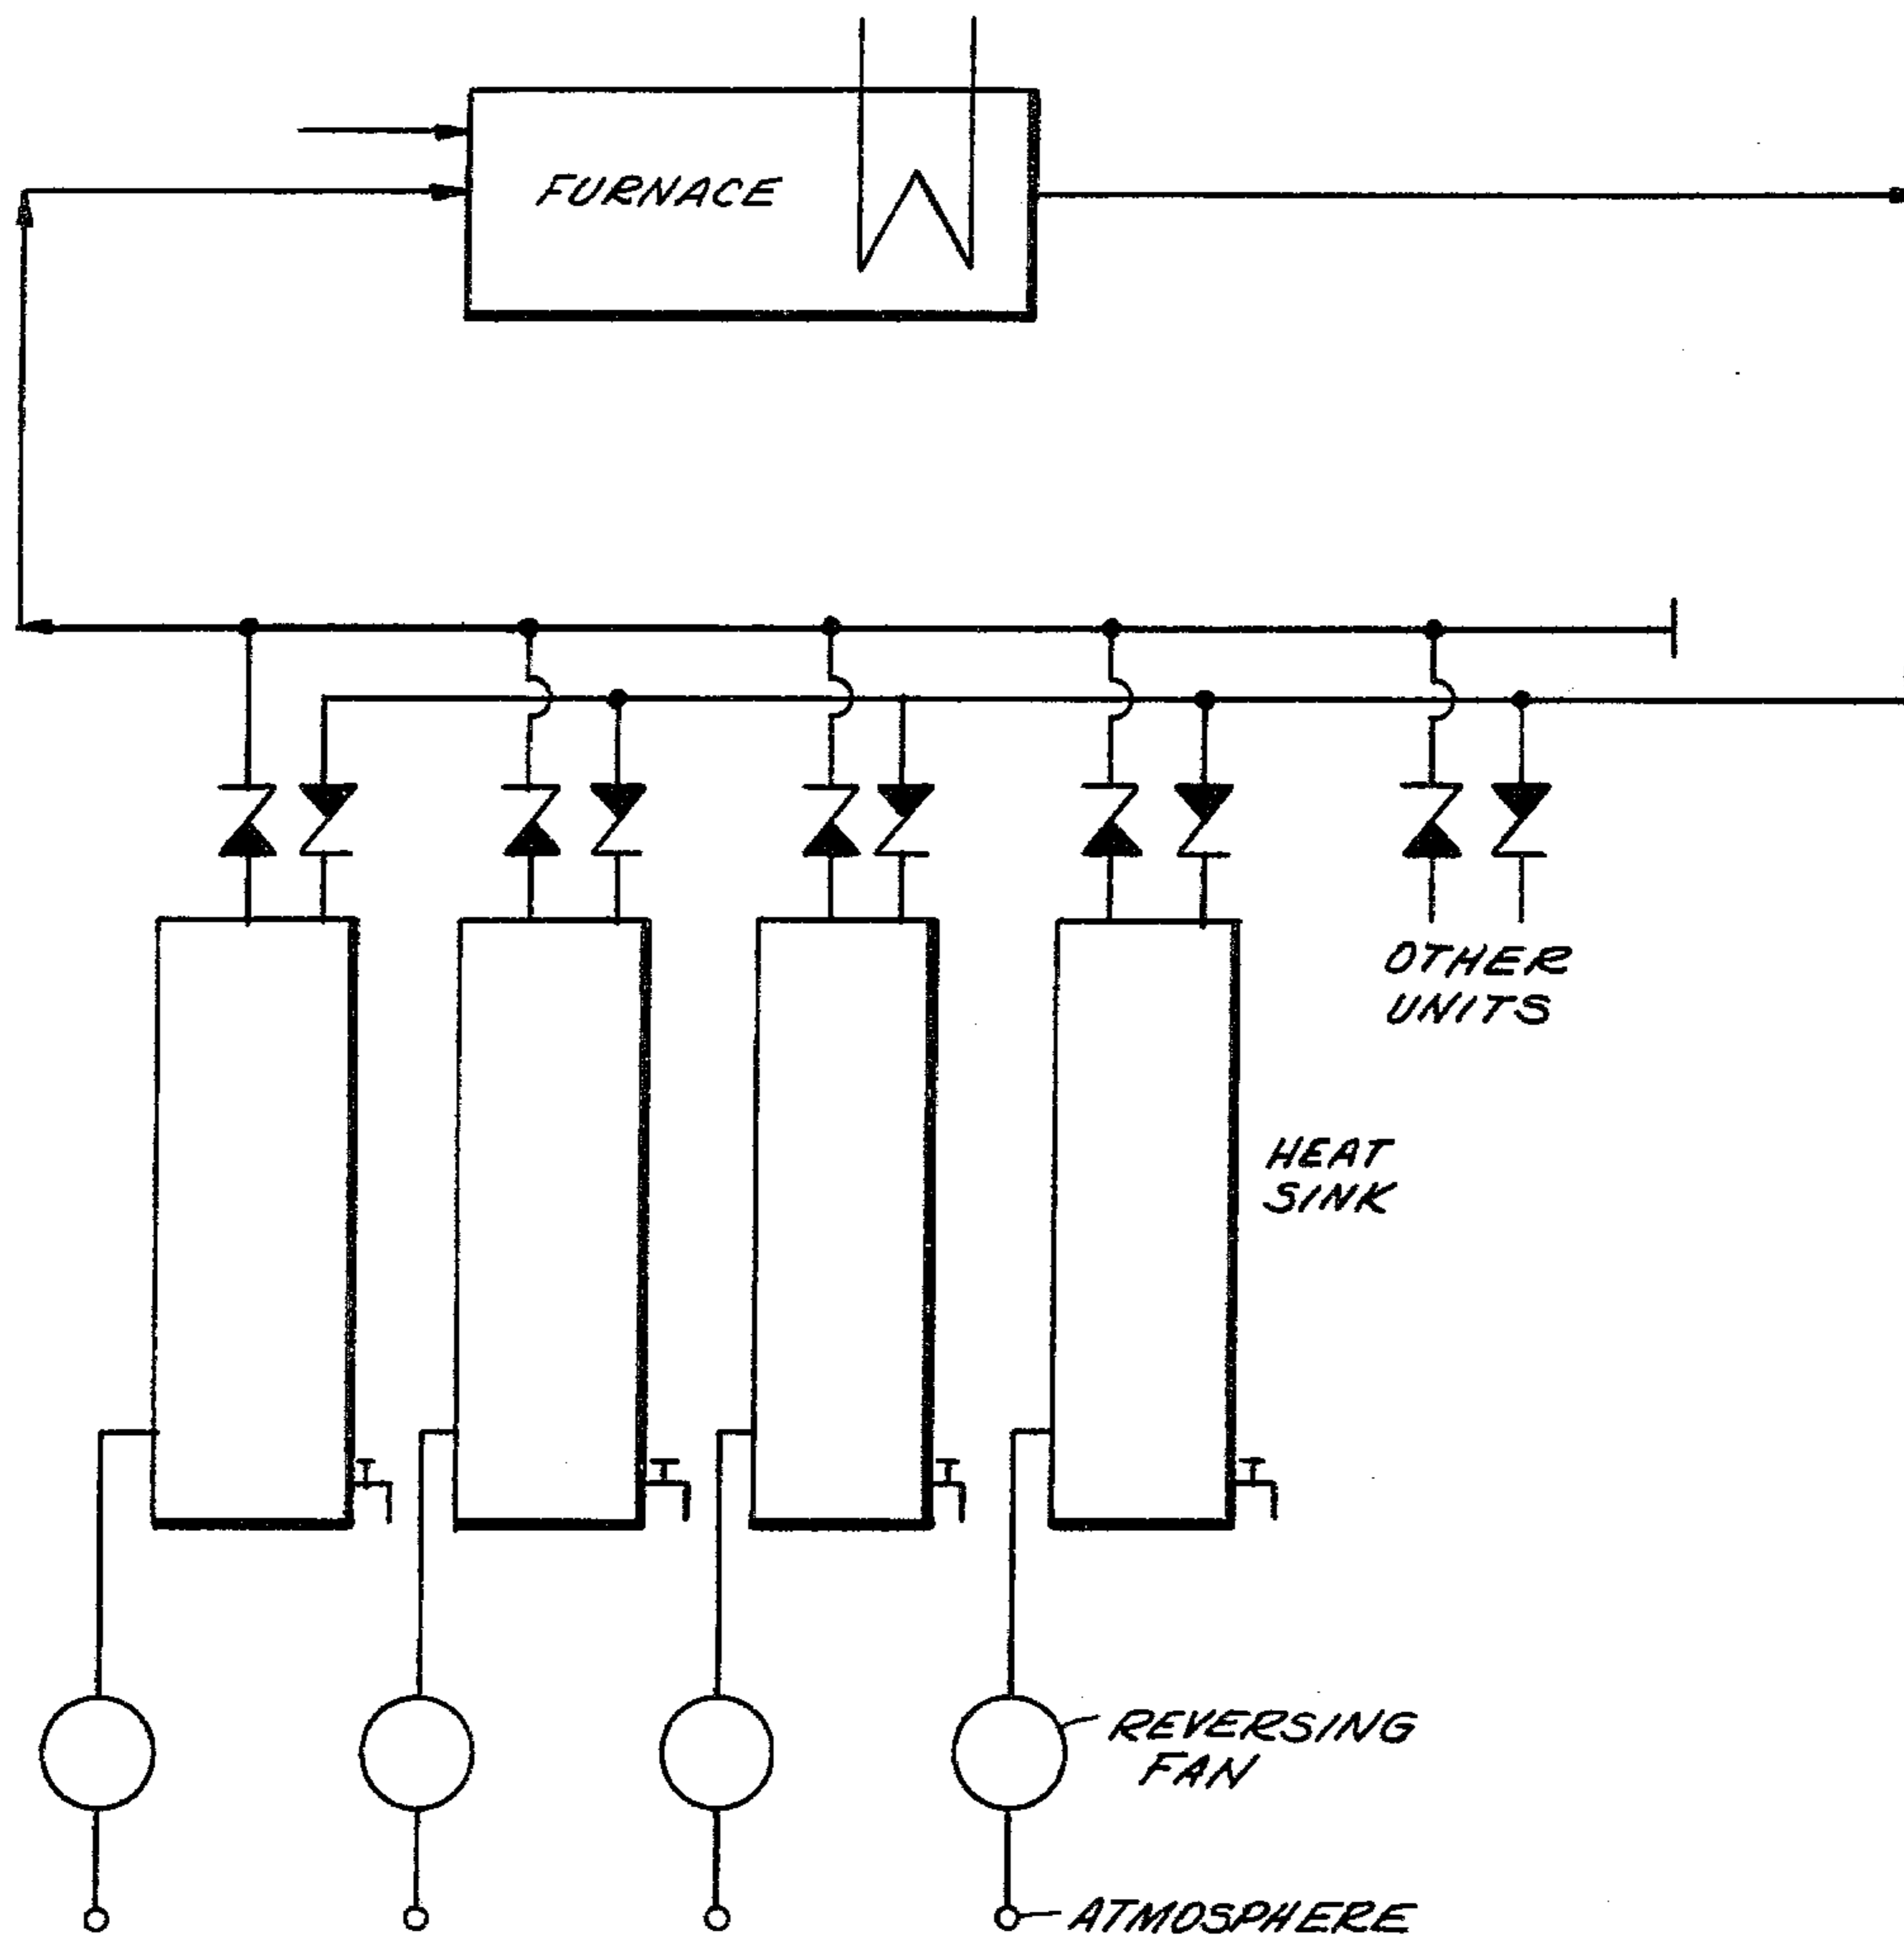 FURNACE
OTHER
UNITS
HEAT
SINK
REVERSING
FAN
ATMOSPHERE